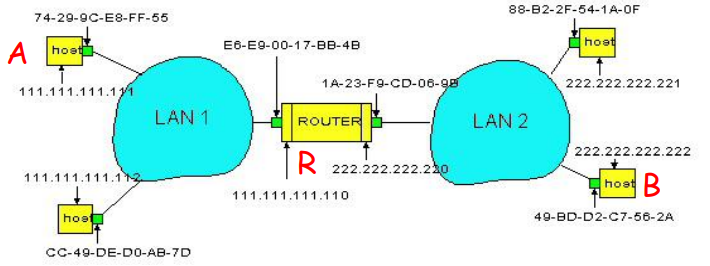 74-29-9C-E8-FF-55
88-B2-2F-54-1A-0F
A
host
E6-E9-00-17-BB-4B
host
1A-23-F9-CD-06-9B
111.111.111.111
222.222.222.221
LAN 1
ROUTER
LAN 2
222.222.222.222
R
222.222.222.220
111.111.111.112
host
B
111.111.111.110
host
49-BD-D2-C7-56-2A
CC-49-DE-D0-AB-7D